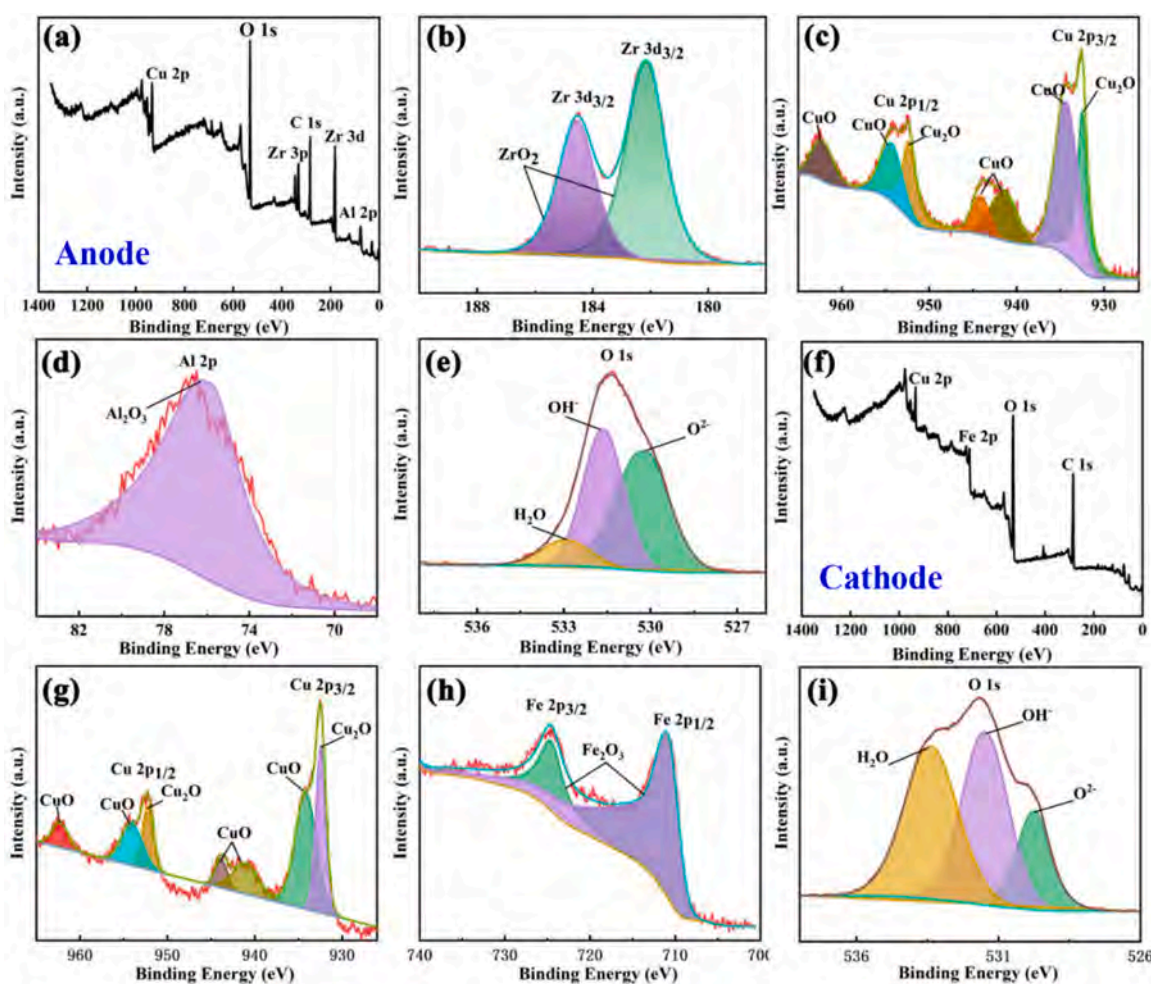 (a)
O 1s
Cu 2p
C 1s
Zr 3d
Zr 3p
Al 2p
Anode
Intensity (a.u.)
1400 1200 1000 800 600 400 200 0
Binding Energy (eV)
(b)
Zr 3d3/2
Zr 3d3/2
ZrO2
Intensity (a.u.)
188 184 180
Binding Energy (eV)
(c)
Cu 2p3/2
CuO
Cu2O
Cu 2p1/2
CuO
CuO
Cu2O
CuO
Intensity (a.u.)
960 950 940 930
Binding Energy (eV)
(d)
Al 2p
Al2O3
Intensity (a.u.)
82 78 74 70
Binding Energy (eV)
(e)
O 1s
OH-
O2-
H2O
Intensity (a.u.)
536 533 530 527
Binding Energy (eV)
(f)
Cu 2p
O 1s
Fe 2p
C 1s
Cathode
Intensity (a.u.)
1400 1200 1000 800 600 400 200 0
Binding Energy (eV)
(g)
Cu 2p3/2
Cu2O
CuO
Cu 2p1/2
Cu2O
CuO
CuO
CuO
Intensity (a.u.)
960 950 940 930
Binding Energy (eV)
(h)
Fe 2p3/2
Fe 2p1/2
Fe2O3
Intensity (a.u.)
740 730 720 710 700
Binding Energy (eV)
(i)
O 1s
OH-
H2O
O2-
Intensity (a.u.)
536 531 526
Binding Energy (eV)